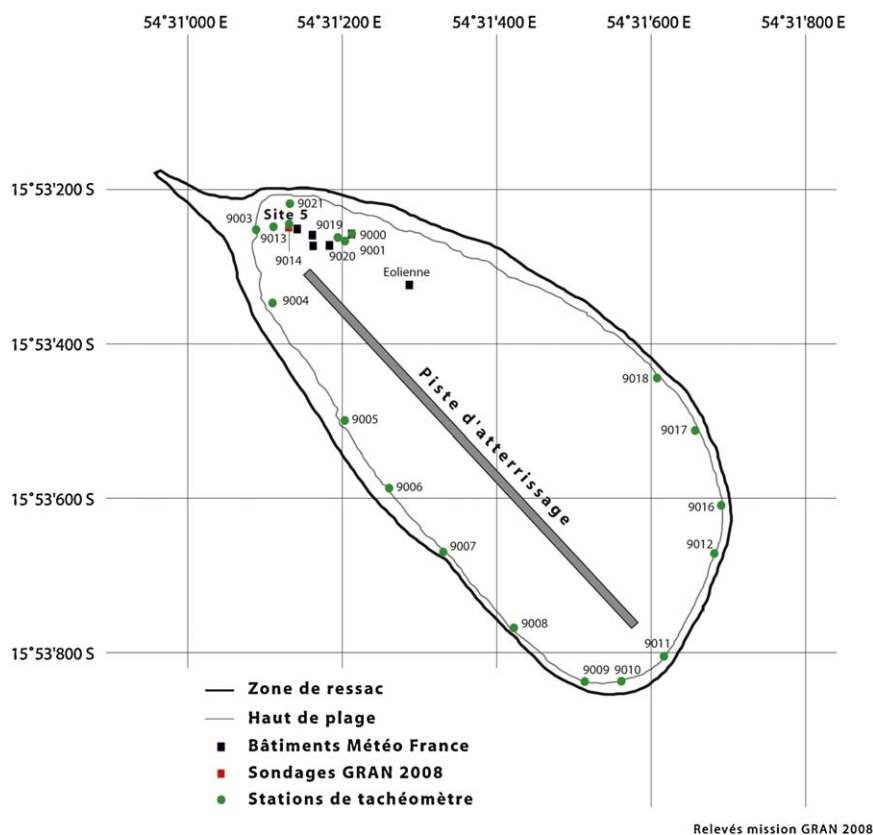 54°31'000 E
54°31'200 E
54°31'400 E
54°31'600 E
54°31'800 E
15°53'200 S
9021
Site 5
9003
9019
9000
9013
9001
9014
9020
Eolienne
9004
15°53'400 S
9018
Piste d'atterrissage
9005
9017
9006
15°53'600 S
9016
9012
9007
9008
9011
15°53'800 S
9009
9010
Zone de ressac
Haut de plage
Bâtiments Météo France
Sondages GRAN 2008
Stations de tachéomètre
Relevés mission GRAN 2008